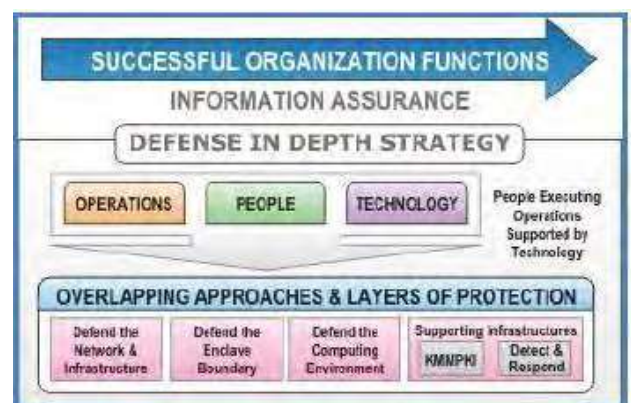 SUCCESSFUL ORGANIZATION FUNCTIONS
INFORMATION ASSURANCE
DEFENSE IN DEPTH STRATEGY
OPERATIONS
PEOPLE
TECHNOLOGY
People Executing
Operations
Supported by
Technology
OVERLAPPING APPROACHES & LAYERS OF PROTECTION
Defend the
Network &
Infrastructure
Defend the
Enclave
Boundary
Defend the
Computing
Environment
Supporting Infrastructures
Detect &
Respond